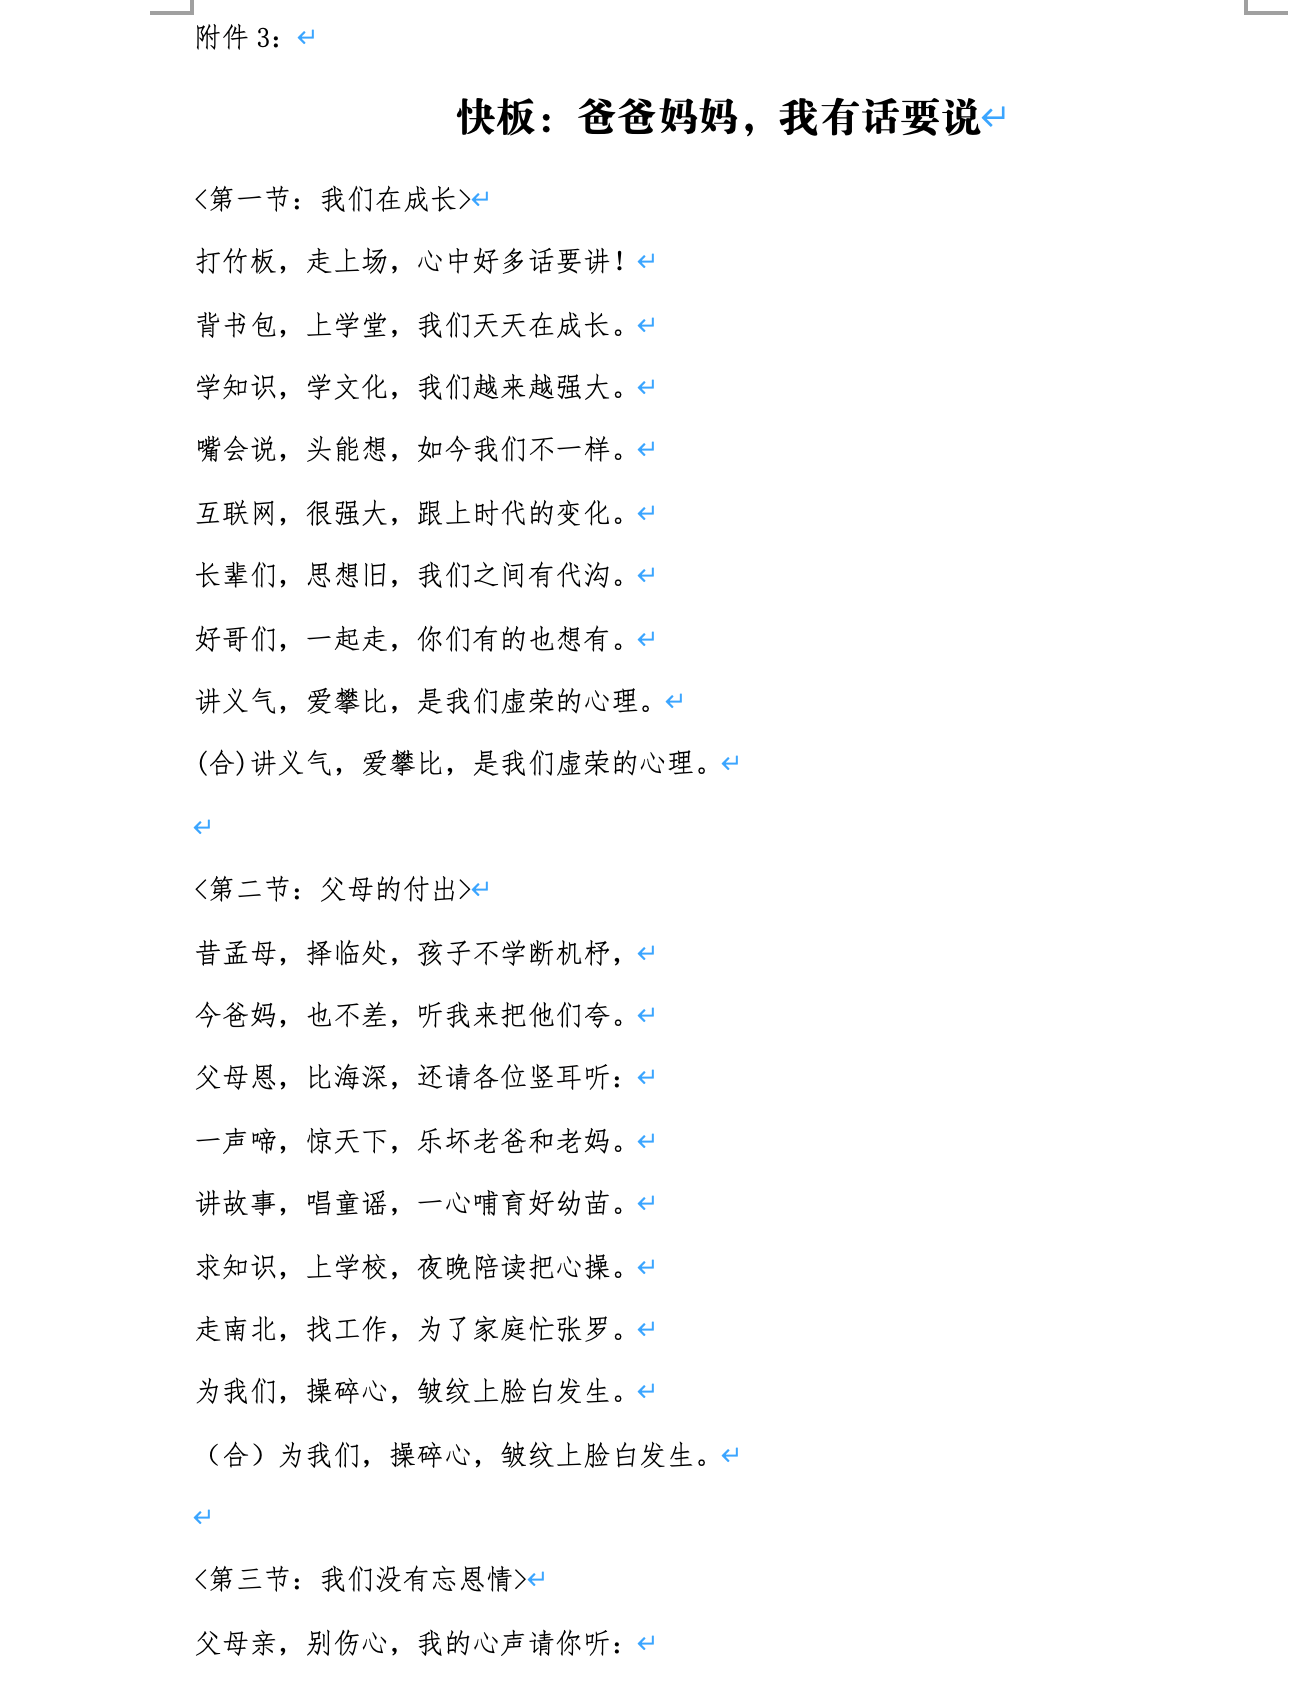 附件 3：
快板：爸爸妈妈，我有话要说
<第一节：我们在成长>
打竹板，走上场，心中好多话要讲！
背书包，上学堂，我们天天在成长。
学知识，学文化，我们越来越强大。
嘴会说，头能想，如今我们不一样。
互联网，很强大，跟上时代的变化。
长辈们，思想旧，我们之间有代沟。
好哥们，一起走，你们有的也想有。
讲义气，爱攀比，是我们虚荣的心理。
(合)讲义气，爱攀比，是我们虚荣的心理。
<第二节：父母的付出>
昔孟母，择临处，孩子不学断机杼，
今爸妈，也不差，听我来把他们夸。
父母恩，比海深，还请各位竖耳听：
一声啼，惊天下，乐坏老爸和老妈。
讲故事，唱童谣，一心哺育好幼苗。
求知识，上学校，夜晚陪读把心操。
走南北，找工作，为了家庭忙张罗。
为我们，操碎心，皱纹上脸白发生。
（合）为我们，操碎心，皱纹上脸白发生。
<第三节：我们没有忘恩情>
父母亲，别伤心，我的心声请你听：